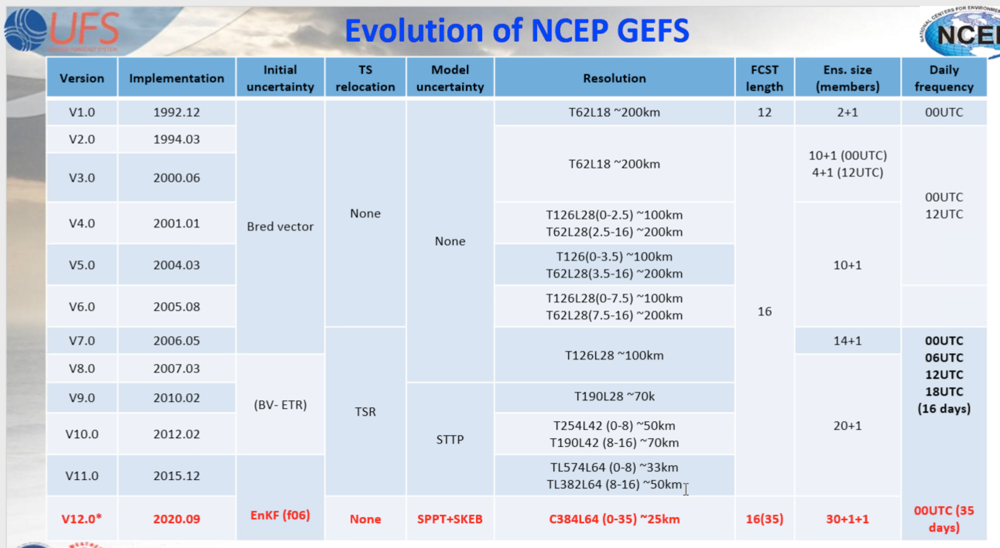 UFS
UNIFIED FORECAST SYSTEM
Evolution of NCEP GEFS
NATIONAL CENTERS FOR
Version
Implementation
Initial
uncertainty
TS
relocation
Model
uncertainty
Resolution
FCST
length
Ens. size
(members)
Daily
frequency
V1.0
1992.12
T62L18 ~200km
12
2+1
00UTC
V2.0
1994.03
T62L18 ~200km
10+1 (00UTC)
4+1 (12UTC)
V3.0
2000.06
00UTC
12UTC
V4.0
2001.01
Bred vector
None
None
T126L28(0-2.5) ~100km
T62L28(2.5-16) ~200km
V5.0
2004.03
T126(0-3.5) ~100km
T62L28(3.5-16) ~200km
10+1
V6.0
2005.08
T126L28(0-7.5) ~100km
T62L28(7.5-16) ~200km
16
V7.0
2006.05
T126L28 ~100km
14+1
00UTC
06UTC
12UTC
18UTC
(16 days)
V8.0
2007.03
V9.0
2010.02
(BV- ETR)
TSR
T190L28 ~70k
V10.0
2012.02
STTP
T254L42 (0-8) ~50km
T190L42 (8-16) ~70km
20+1
V11.0
2015.12
TL574L64 (0-8) ~33km
TL382L64 (8-16) ~50km
V12.0*
2020.09
EnKF (f06)
None
SPPT+SKEB
C384L64 (0-35) ~25km
16(35)
30+1+1
00UTC (35
days)